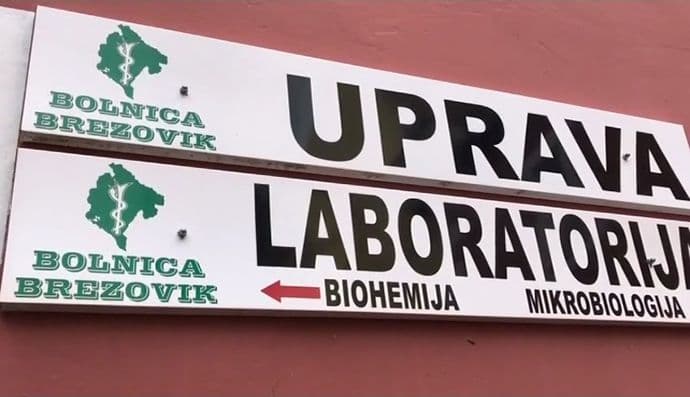 BOLNICA
BREZOVIK
UPRAVA
BOLNICA
BREZOVIK
LABORATORIJA
BIOHEMIJA
MIKROBIOLOGIJA